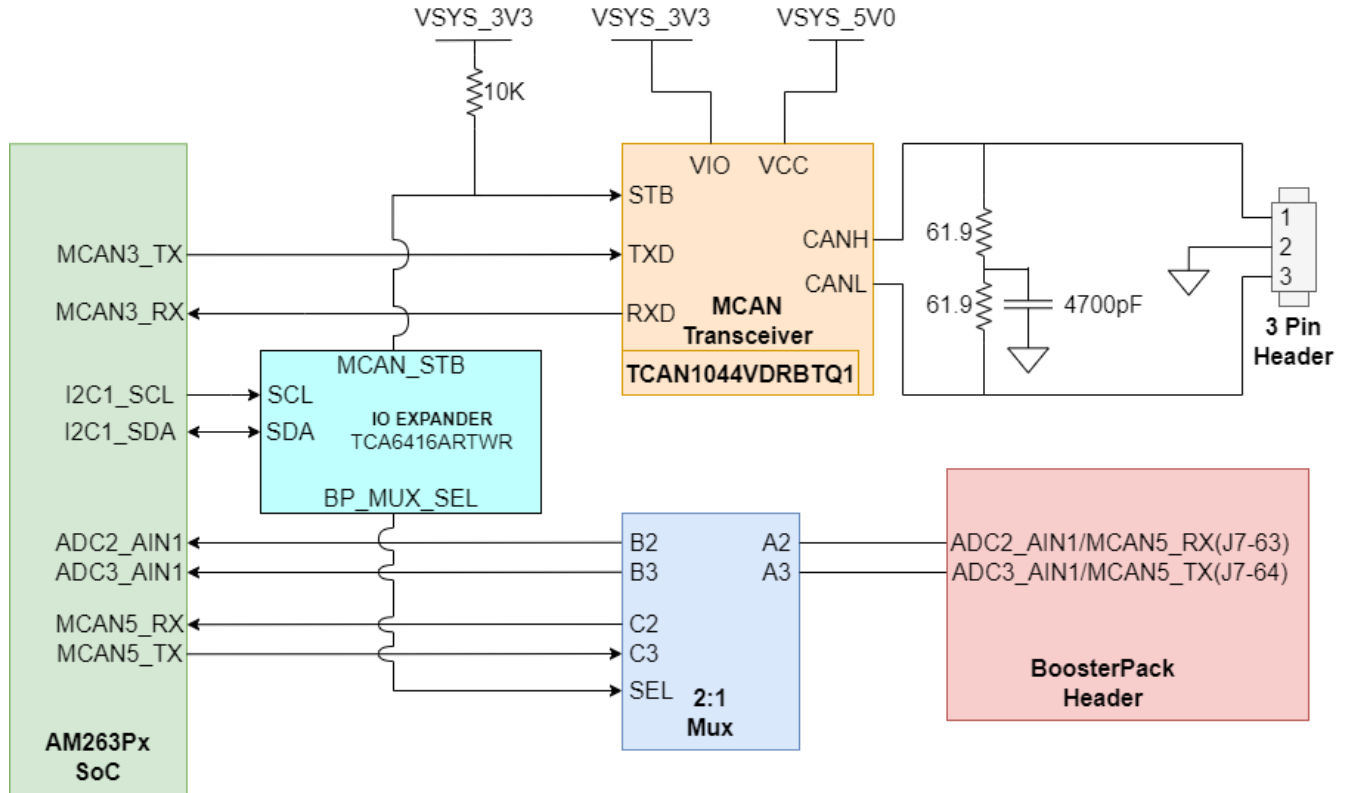 VSYS_3V3
VSYS_3V3
VSYS_5V0
10K
VIO
VCC
STB
TXD
RXD
CANH
CANL
MCAN
Transceiver
TCAN1044VDRBTQ1
61.9
61.9
4700pF
1
2
3
3 Pin
Header
MCAN3_TX
MCAN3_RX
I2C1_SCL
I2C1_SDA
ADC2_AIN1
ADC3_AIN1
MCAN5_RX
MCAN5_TX
AM263Px
SoC
MCAN_STB
SCL
SDA
IO EXPANDER
TCA6416ARTWR
BP_MUX_SEL
B2
B3
C2
C3
SEL
A2
A3
2:1
Mux
ADC2_AIN1/MCAN5_RX(J7-63)
ADC3_AIN1/MCAN5_TX(J7-64)
BoosterPack
Header